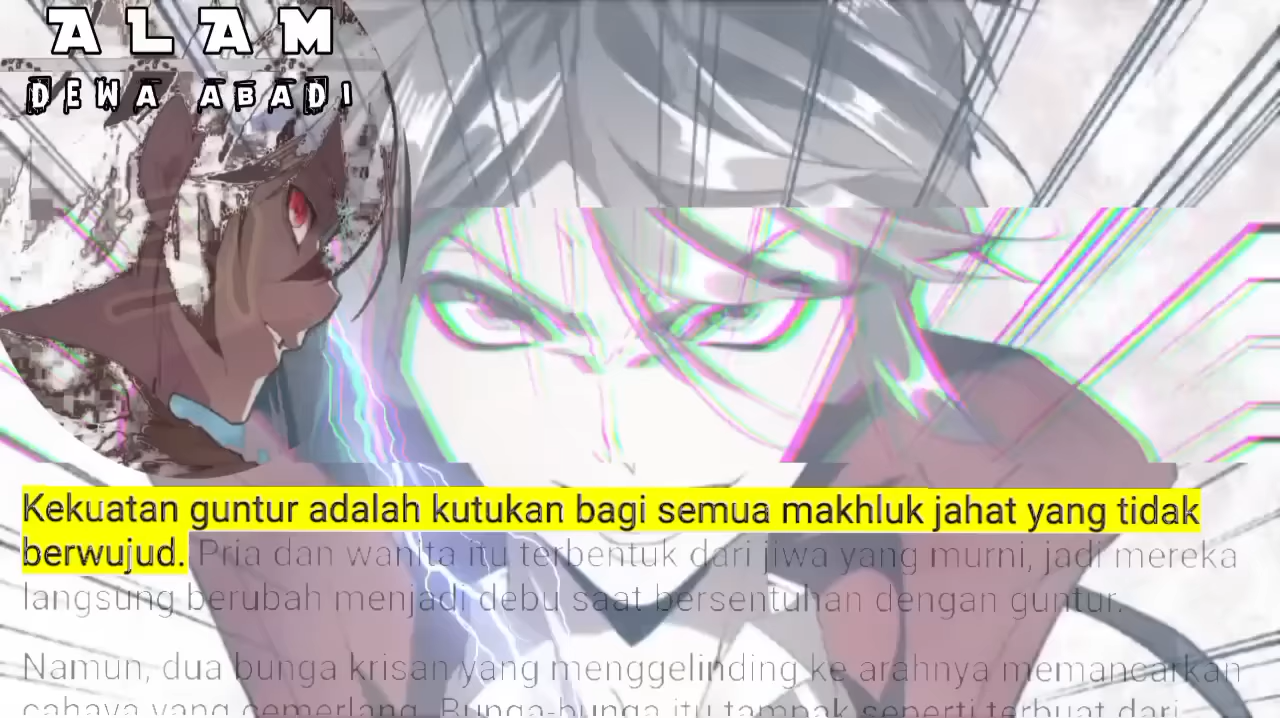 ALAM
DEWA ABADI
Kekuatan guntur adalah kutukan bagi semua makhluk jahat yang tidak
berwujud. Pria dan wanita itu terbentuk dari jiwa yang murni, jadi mereka
langsung berubah menjadi debu saat bersentuhan dengan guntur.
Namun, dua bunga krisan yang menggelinding ke arahnya memancarkan
cahaya yang gemerlang. Bunga-bunga itu tampak seperti terbuat dari